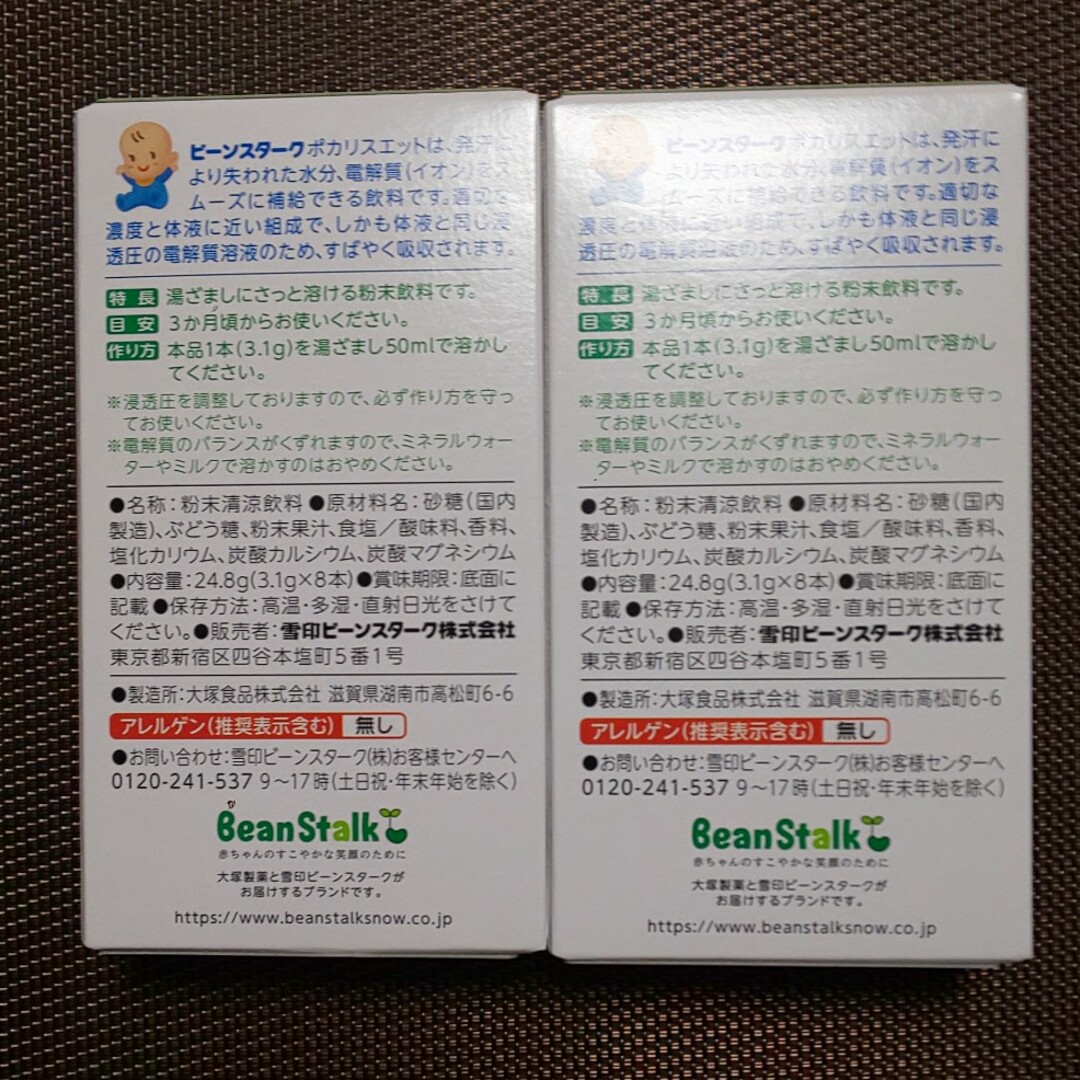 ビーンスタークポカリスエットは、発汗に
より失われた水分、電解質(イオン)をス
ムーズに補給できる飲料です。適切な
濃度と体液に近い組成で、しかも体液と同じ浸
透圧の電解質溶液のため、すばやく吸収されます。
特長 湯ざましにさっと溶ける粉末飲料です。
目安 3か月頃からお使いください。
作り方 本品1本(3.1g)を湯ざまし50mlで溶かし
てください。
※浸透圧を調整しておりますので、必ず作り方を守っ
てお使いください。
※電解質のバランスがくずれますので、ミネラルウォー
ターやミルクで溶かすのはおやめください。
●名称:粉末清涼飲料 ●原材料名:砂糖(国内
製造)、ぶどう糖、粉末果汁、食塩/酸味料、香料、
塩化カリウム、炭酸カルシウム、炭酸マグネシウム
●内容量:24.8g(3.1g×8本) ●賞味期限:底面に
記載 ●保存方法:高温・多湿・直射日光をさけて
ください。●販売者:雪印ビーンスターク株式会社
東京都新宿区四谷本塩町5番1号
●製造所:大塚食品株式会社 滋賀県湖南市高松町6-6
アレルゲン(推奨表示含む) 無し
●お問い合わせ:雪印ビーンスターク(株)お客様センターへ
0120-241-537 9~17時(土日祝・年末年始を除く)
BeanStalk
赤ちゃんのすこやかな笑顔のために
大塚製薬と雪印ビーンスタークが
お届けするブランドです。
https://www.beanstalksnow.co.jp
ビーンスタークポカリスエットは、発汗に
より失われた水分、電解質(イオン)をス
ムーズに補給できる飲料です。適切な
濃度と体液に近い組成で、しかも体液と同じ浸
透圧の電解質溶液のため、すばやく吸収されます。
特長 湯ざましにさっと溶ける粉末飲料です。
目安 3か月頃からお使いください。
作り方 本品1本(3.1g)を湯ざまし50mlで溶かし
てください。
※浸透圧を調整しておりますので、必ず作り方を守っ
てお使いください。
※電解質のバランスがくずれますので、ミネラルウォー
ターやミルクで溶かすのはおやめください。
●名称:粉末清涼飲料 ●原材料名:砂糖(国内
製造)、ぶどう糖、粉末果汁、食塩/酸味料、香料、
塩化カリウム、炭酸カルシウム、炭酸マグネシウム
●内容量:24.8g(3.1g×8本) ●賞味期限:底面に
記載 ●保存方法:高温・多湿・直射日光をさけて
ください。●販売者:雪印ビーンスターク株式会社
東京都新宿区四谷本塩町5番1号
●製造所:大塚食品株式会社 滋賀県湖南市高松町6-6
アレルゲン(推奨表示含む) 無し
●お問い合わせ:雪印ビーンスターク(株)お客様センターへ
0120-241-537 9~17時(土日祝・年末年始を除く)
BeanStalk
赤ちゃんのすこやかな笑顔のために
大塚製薬と雪印ビーンスタークが
お届けするブランドです。
https://www.beanstalksnow.co.jp